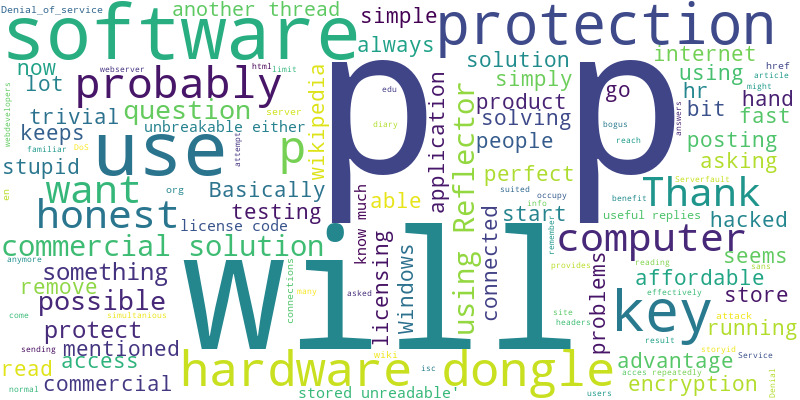 Denial_of_service
another thread
simple
protection
software
p p
always
solution
internet
now
html limit
href
article
webserver
lot
probably
simply
using
might
edu
product
go
hr
hand
webdevelopers
trivial
question
server
wikipedia
application
using Reflector
solving
bit
fast
diary
bogus
reach
answers
keeps
unbreakable either
people
posting
familiar
DoS
attempt
use
p
stupid
perfect
asking
Serverfault
org
Basically
able
suited
occupy
benefit
en
want
Thank
info
honest
testing
know much
start
useful replies
hacked
license code
connected
remember
commercial solution
will
computer
seems
anymore
something
connections
many
asked
licensing
Windows
problems
provides
reading
sans
remove
possible
affordable
effectively
store
key
come
simultanious
site
headers
attack
sending
protect
running
mentioned
result
storyid
Service
read
access
wiki
hardware dongle
isc
advantage
acces repeatedly
normal
commercial
stored unreadable'
users
encryption
Denial